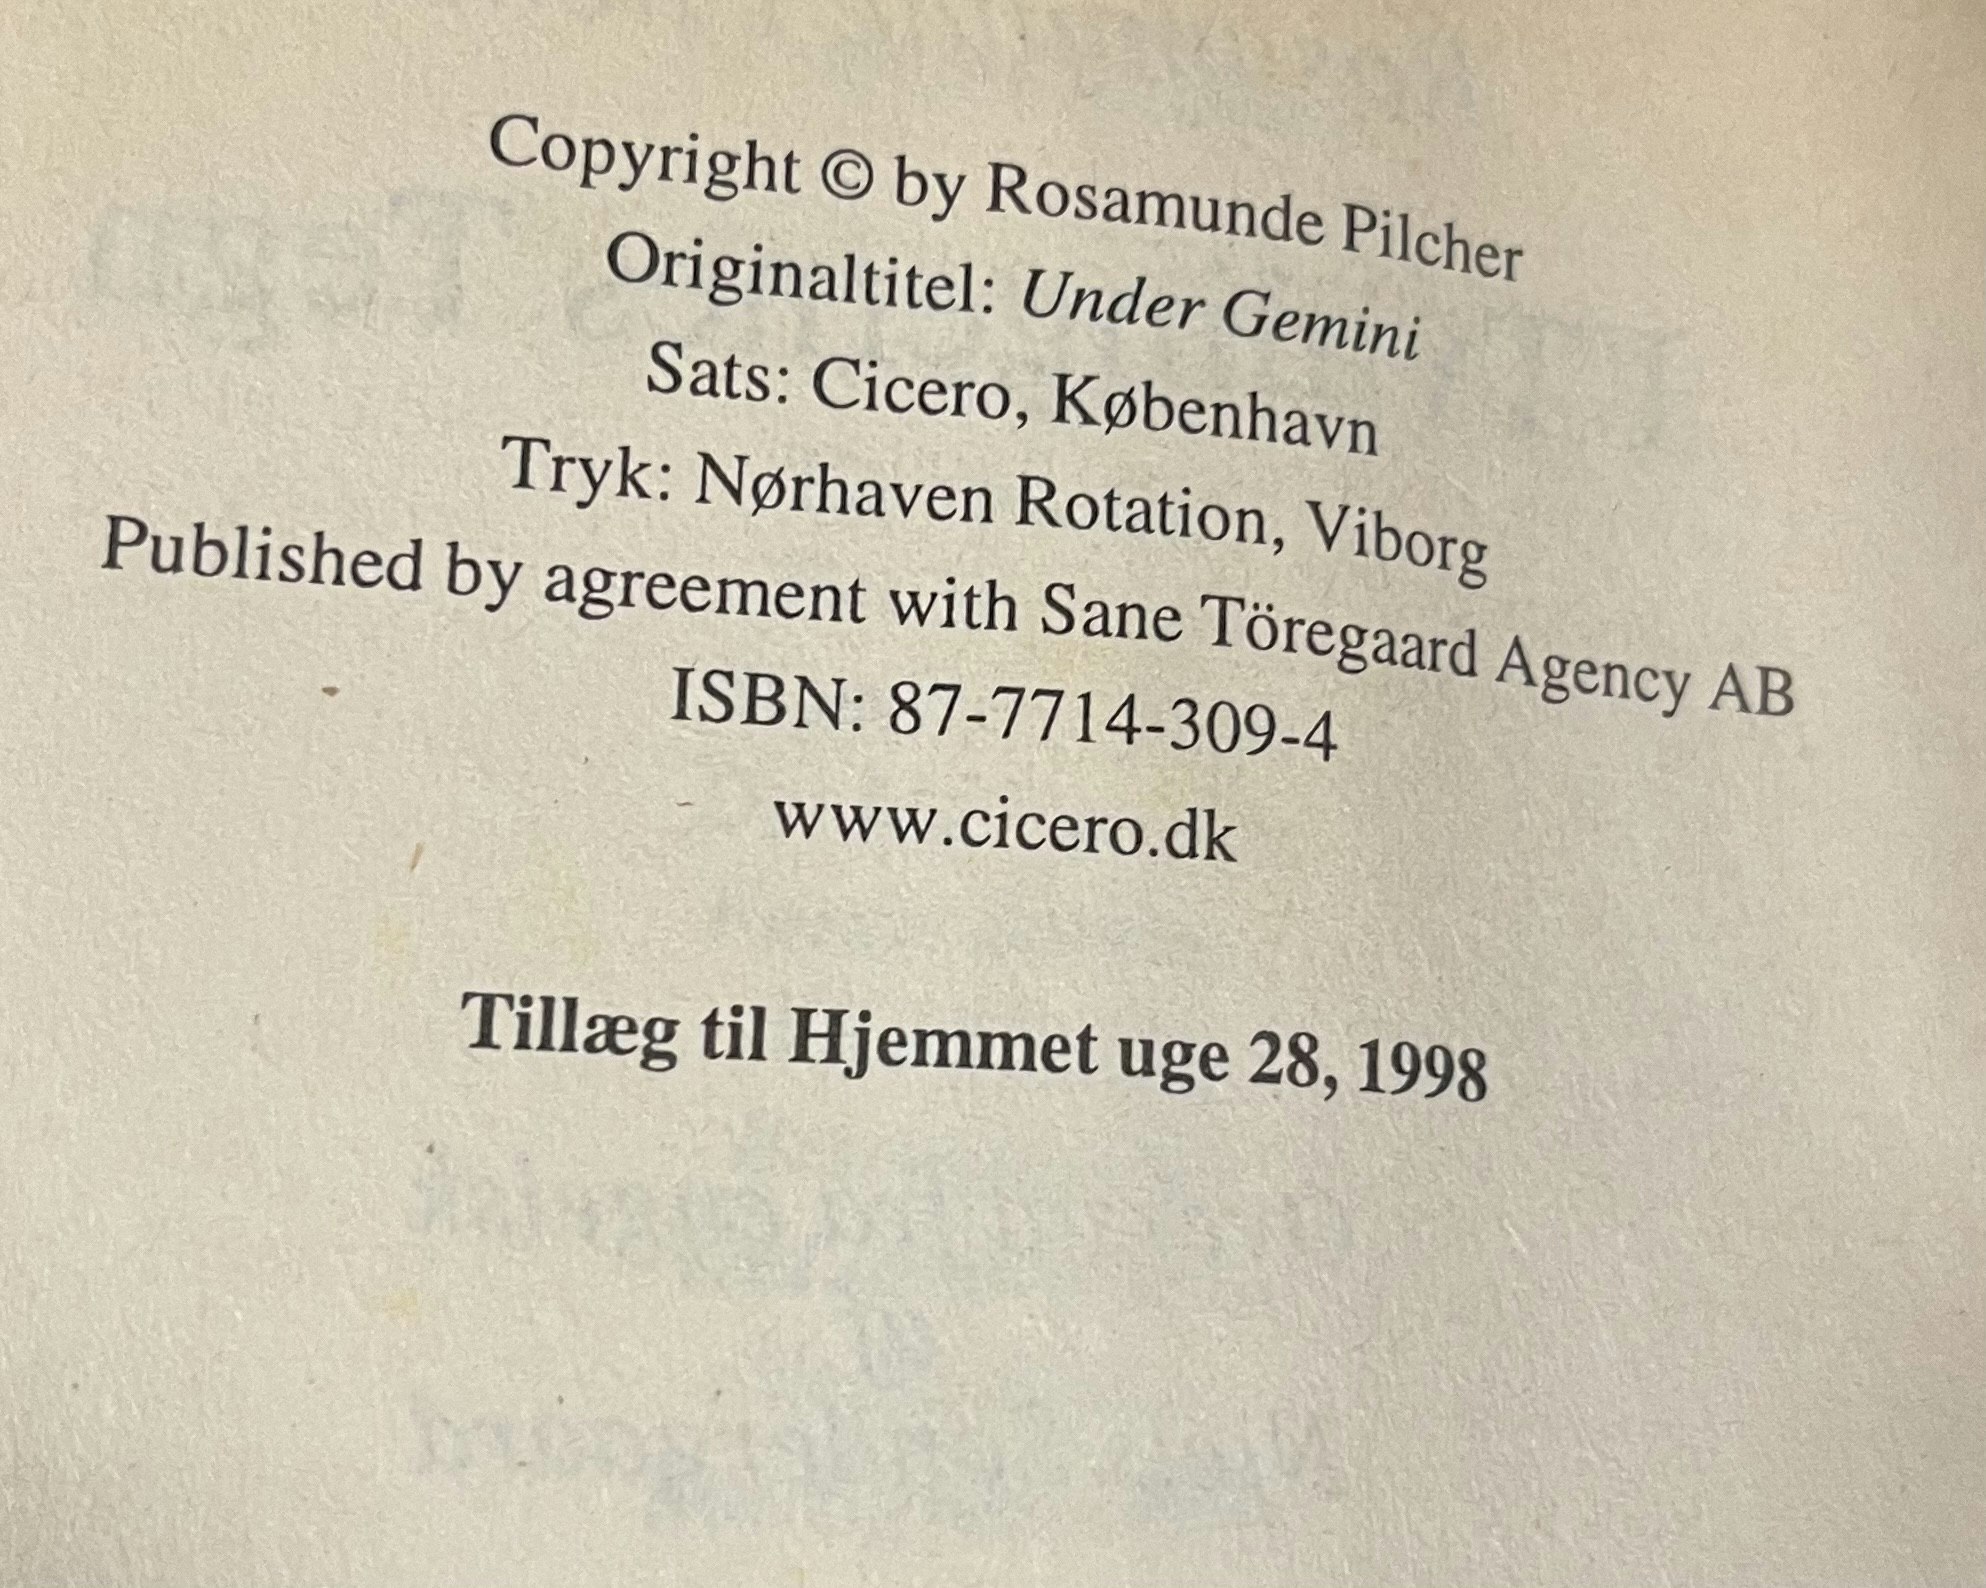 Copyright © by Rosamunde Pilcher
Originaltitel: Under Gemini
Sats: Cicero, København
Tryk: Nørhaven Rotation, Viborg
Published by agreement with Sane Töregaard Agency AB
ISBN: 87-7714-309-4
www.cicero.dk
Tillæg til Hjemmet uge 28, 1998